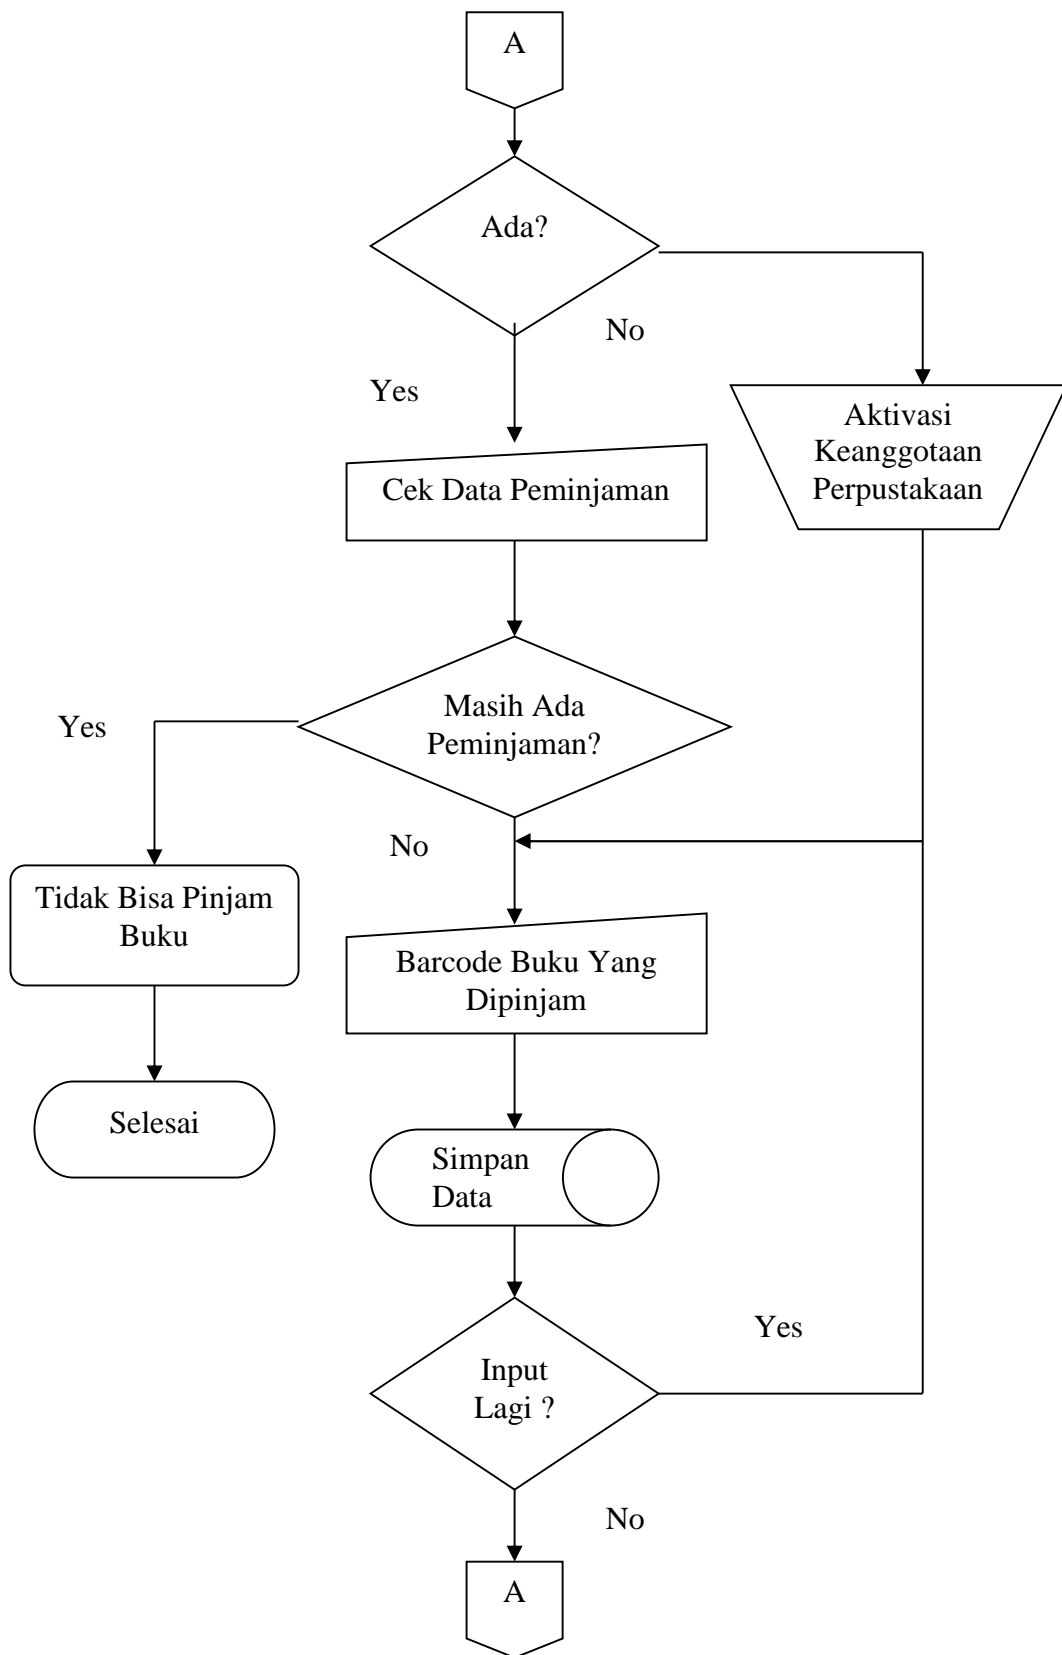 A
Ada?
No
Yes
Aktivasi
Keanggotaan
Perpustakaan
Cek Data Peminjaman
Masih Ada
Peminjaman?
Yes
No
Tidak Bisa Pinjam
Buku
Barcode Buku Yang
Dipinjam
Selesai
Simpan
Data
Yes
Input
Lagi ?
No
A